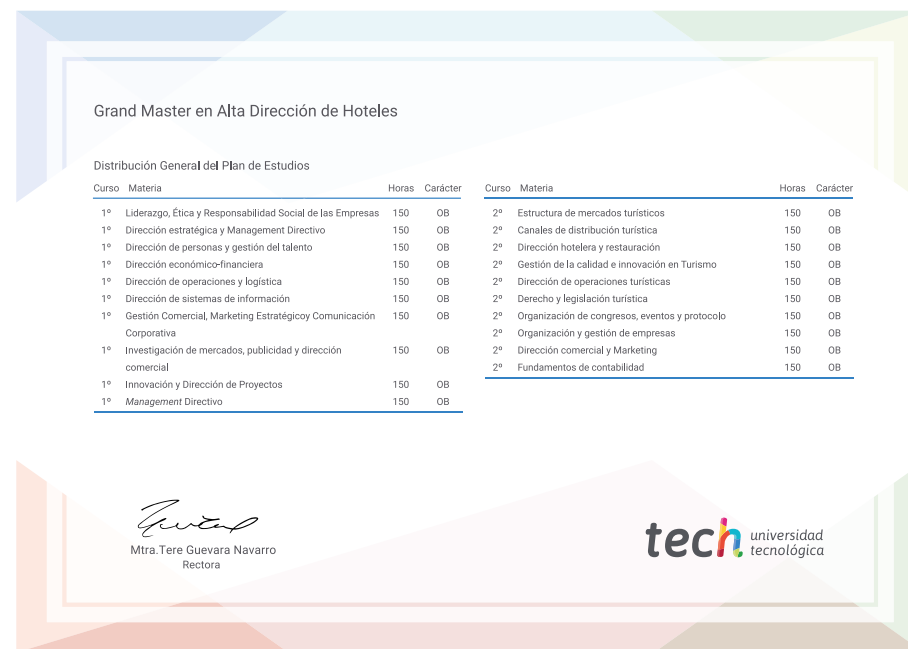 Grand Master en Alta Dirección de Hoteles
Distribución General del Plan de Estudios
Curso Materia Horas Carácter
1º Liderazgo, Ética y Responsabilidad Social de las Empresas 150 OB
1º Dirección estratégica y Management Directivo 150 OB
1º Dirección de personas y gestión del talento 150 OB
1º Dirección económico-financiera 150 OB
1º Dirección de operaciones y logística 150 OB
1º Dirección de sistemas de información 150 OB
1º Gestión Comercial, Marketing Estratégicoy Comunicación 150 OB
Corporativa
1º Investigación de mercados, publicidad y dirección 150 OB
comercial
1º Innovación y Dirección de Proyectos 150 OB
1º Management Directivo 150 OB
Curso Materia Horas Carácter
2º Estructura de mercados turísticos 150 OB
2º Canales de distribución turística 150 OB
2º Dirección hotelera y restauración 150 OB
2º Gestión de la calidad e innovación en Turismo 150 OB
2º Dirección de operaciones turísticas 150 OB
2º Derecho y legislación turística 150 OB
2º Organización de congresos, eventos y protocolo 150 OB
2º Organización y gestión de empresas 150 OB
2º Dirección comercial y Marketing 150 OB
2º Fundamentos de contabilidad 150 OB
Mtra.Tere Guevara Navarro
Rectora
tech universidad
tecnológica